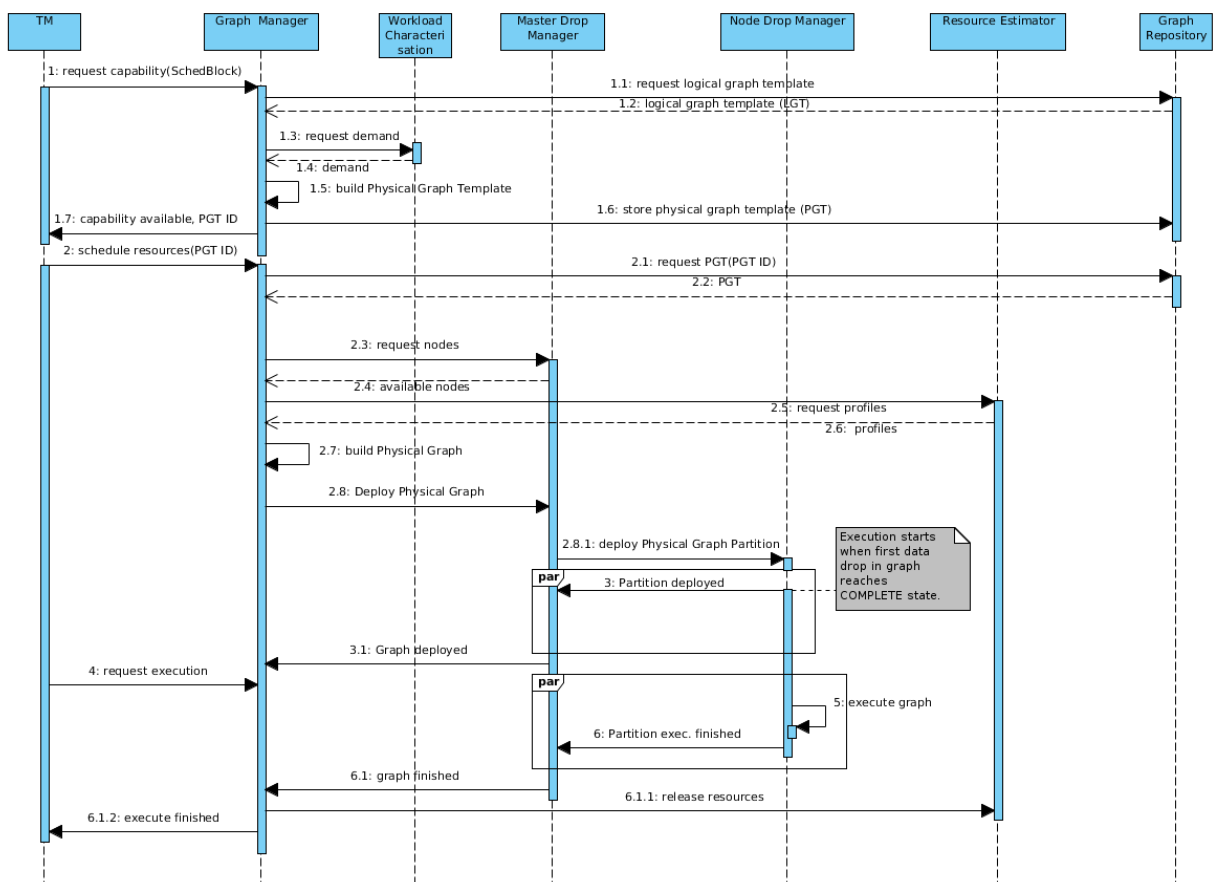 TM
Graph Manager
Workload
Characteri
sation
Master Drop
Manager
Node Drop Manager
Resource Estimator
Graph
Repository
1: request capability(SchedBlock)
1.1: request logical graph template
1.2: logical graph template (LGT)
1.3: request demand
1.4: demand
1.5: build Physical Graph Template
1.6: store physical graph template (PGT)
1.7: capability available, PGT ID
2: schedule resources(PGT ID)
2.1: request PGT(PGT ID)
2.2: PGT
2.3: request nodes
2.4: available nodes
2.5: request profiles
2.6: profiles
2.7: build Physical Graph
2.8: Deploy Physical Graph
Execution starts
when first data
drop in graph
reaches
COMPLETE state.
2.8.1: deploy Physical Graph Partition
par
3: Partition deployed
3.1: Graph deployed
4: request execution
par
5: execute graph
6: Partition exec. finished
6.1: graph finished
6.1.1: release resources
6.1.2: execute finished